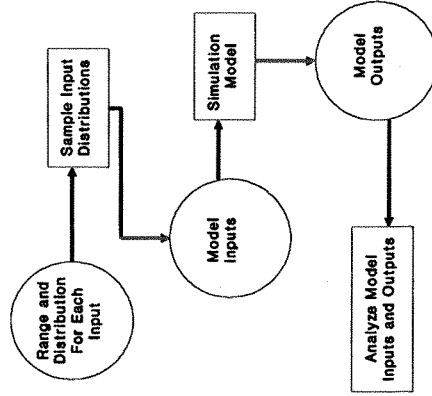 Range and
Distribution
For Each
Input
Sample Input
Distributions
Model
Inputs
Simulation
Model
Model
Outputs
Analyze Model
Inputs and Outputs